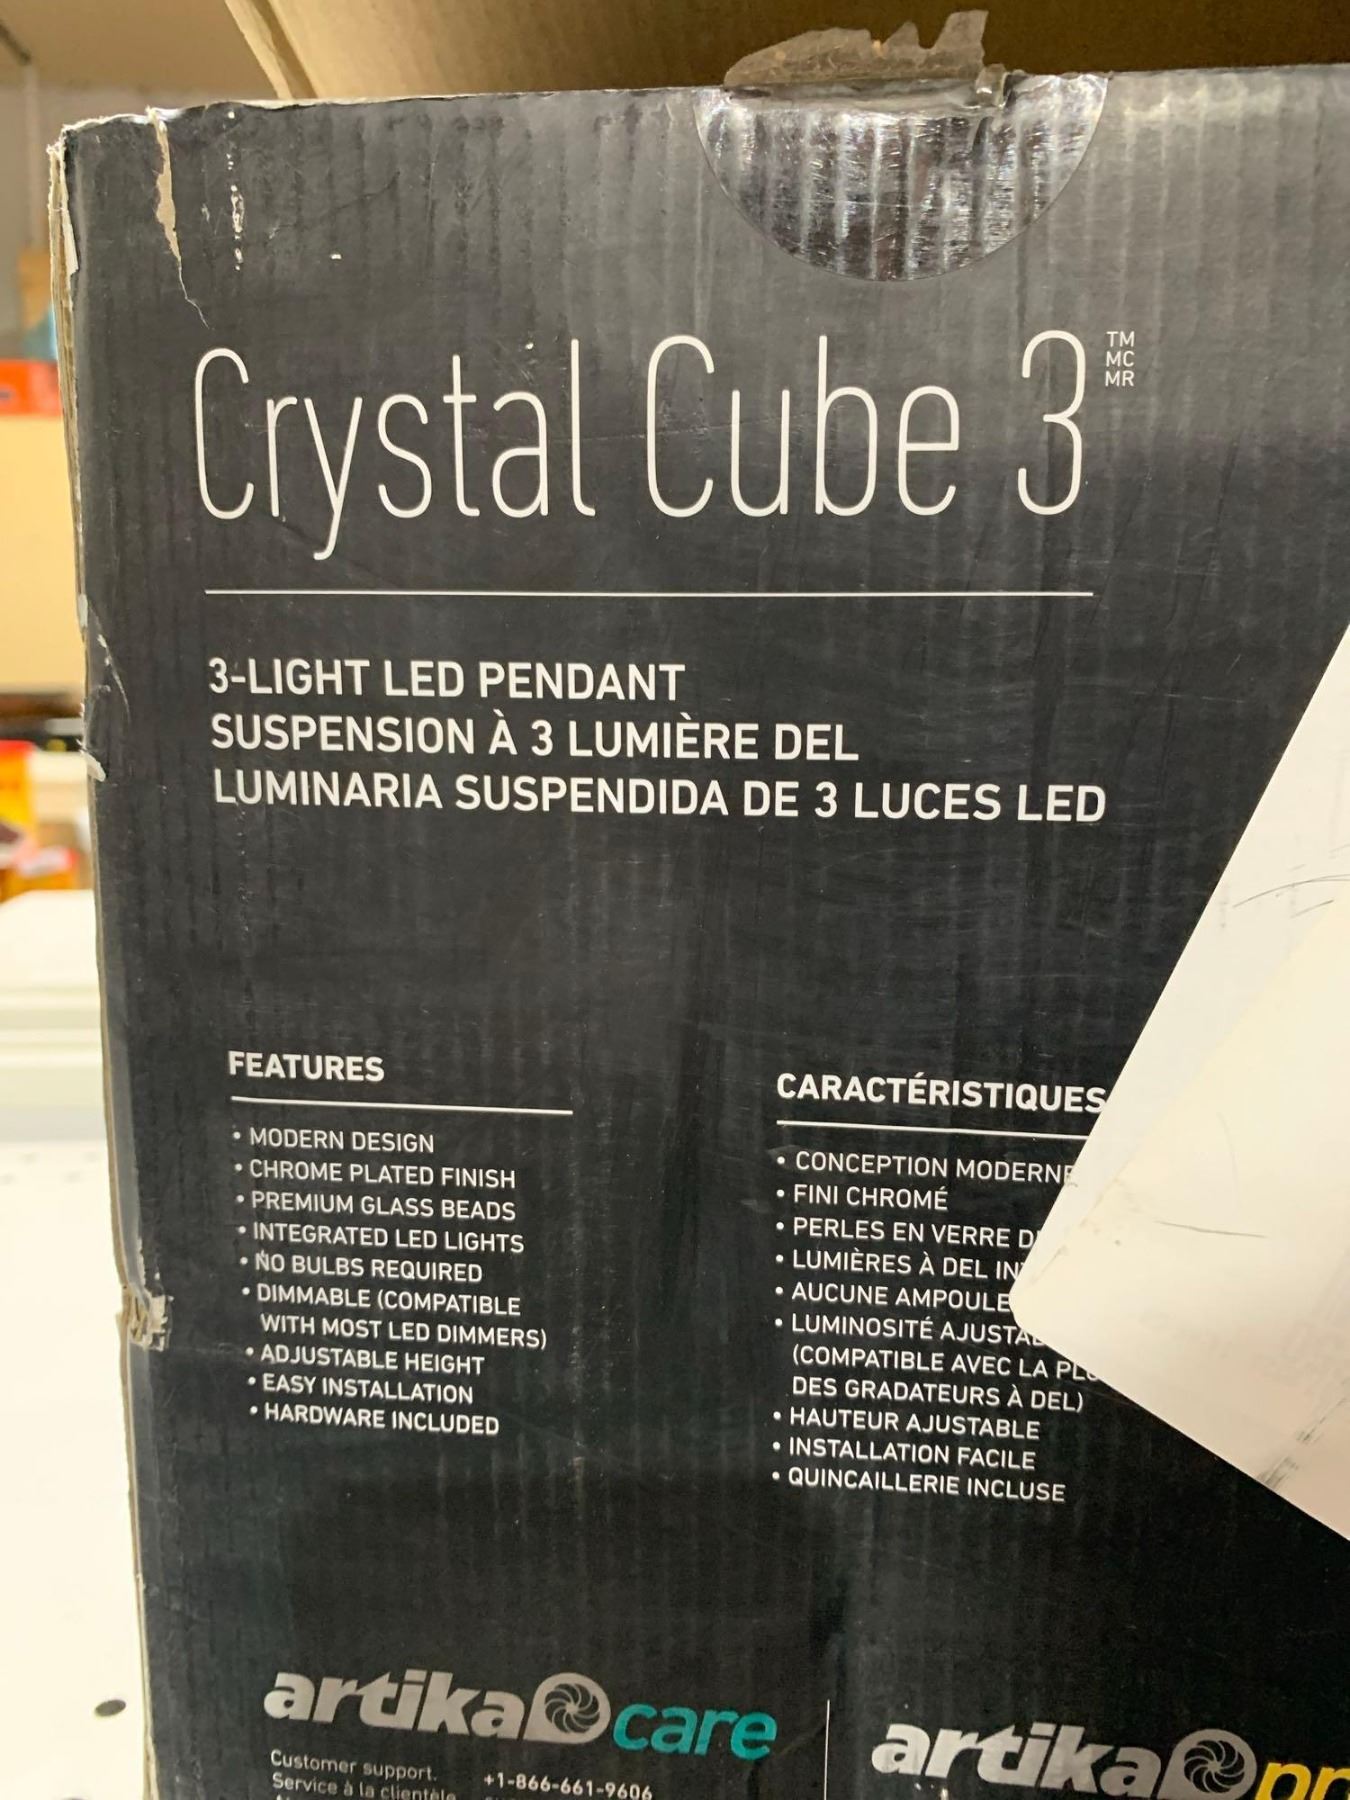 Crystal Cube 3
TM
MC
MR
3-LIGHT LED PENDANT
SUSPENSION À 3 LUMIÈRE DEL
LUMINARIA SUSPENDIDA DE 3 LUCES LED
FEATURES
• MODERN DESIGN
• CHROME PLATED FINISH
• PREMIUM GLASS BEADS
• INTEGRATED LED LIGHTS
• NO BULBS REQUIRED
• DIMMABLE (COMPATIBLE
WITH MOST LED DIMMERS)
• ADJUSTABLE HEIGHT
• EASY INSTALLATION
• HARDWARE INCLUDED
CARACTÉRISTIQUES
• CONCEPTION MODERNE
• FINI CHROMÉ
• PERLES EN VERRE
• LUMIÈRES À DEL
• AUCUNE AMPOULE
• LUMINOSITÉ
(COMPATIBLE AVEC LA
DES GRADATEURS À DEL)
• HAUTEUR AJUSTABLE
• INSTALLATION FACILE
• QUINCAILLERIE INCLUSE
artika care
Customer support.
Service à la clientèle
+1-866-661-9606
artika